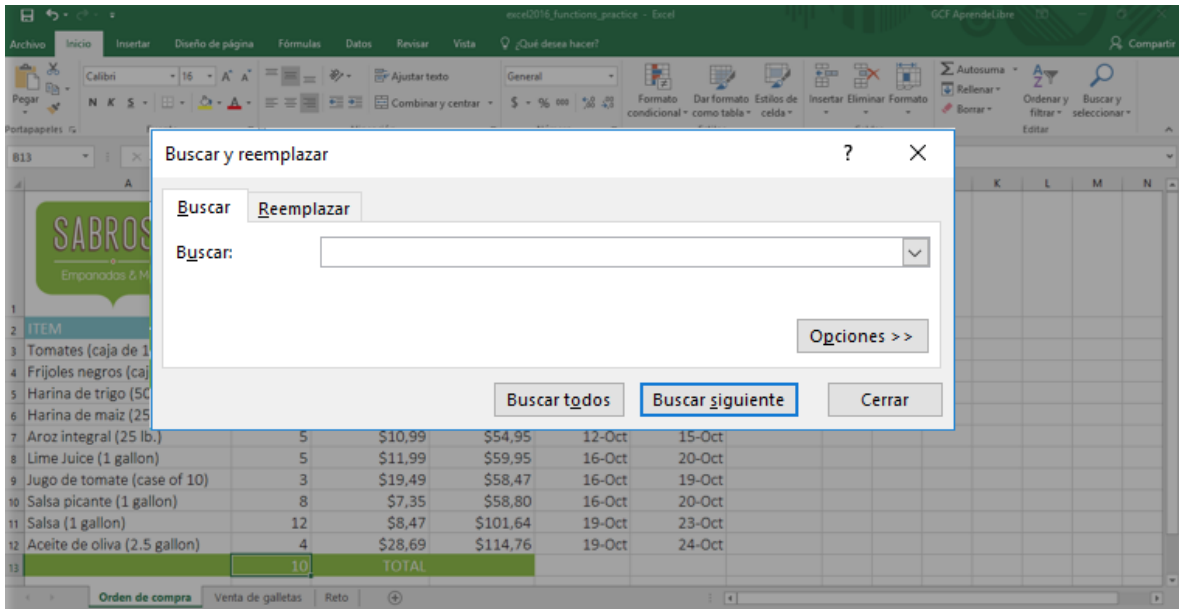 excel2016_functions_practice - Excel
GCF AprendeLibre
Archivo Inicio Insertar Diseño de página Fórmulas Datos Revisar Vista ¿Qué desea hacer? Compartir
Pegar
Calibri 16 A A
N K S A
Ajustar texto
Combinar y centrar
General
$ % 000
Formato condicional
Dar formato como tabla
Estilos de celda
Insertar Eliminar Formato
Autosuma
Rellenar
Borrar
Ordenar y filtrar
Buscar y seleccionar
Portapapeles
Editar
B13
Buscar y reemplazar ? ×
Buscar Reemplazar
Buscar:
Opciones >>
Buscar todos Buscar siguiente Cerrar
A K L M N
SABROS
Empanadas & M
1
2 ITEM
3 Tomates (caja de 1
4 Frijoles negros (caj
5 Harina de trigo (50
6 Harina de maiz (25
7 Aroz integral (25 lb.) 5 $10,99 $54,95 12-Oct 15-Oct
8 Lime Juice (1 gallon) 5 $11,99 $59,95 16-Oct 20-Oct
9 Jugo de tomate (case of 10) 3 $19,49 $58,47 16-Oct 19-Oct
10 Salsa picante (1 gallon) 8 $7,35 $58,80 16-Oct 20-Oct
11 Salsa (1 gallon) 12 $8,47 $101,64 19-Oct 23-Oct
12 Aceite de oliva (2.5 gallon) 4 $28,69 $114,76 19-Oct 24-Oct
13 10 TOTAL
Orden de compra Venta de galletas Reto